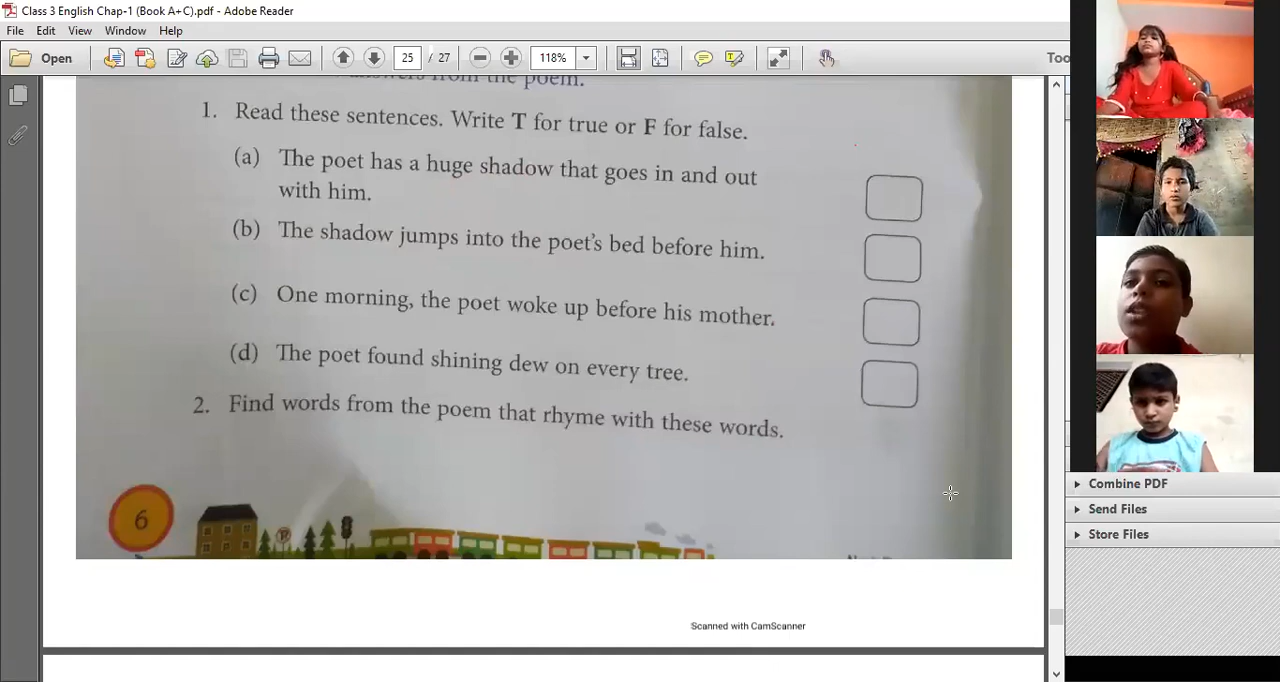 Class 3 English Chap-1 (Book A+C).pdf - Adobe Reader
File Edit View Window Help
Open 25 / 27 118% Too
answers from the poem.
1. Read these sentences. Write T for true or F for false.
(a) The poet has a huge shadow that goes in and out
with him.
(b) The shadow jumps into the poet's bed before him.
(c) One morning, the poet woke up before his mother.
(d) The poet found shining dew on every tree.
2. Find words from the poem that rhyme with these words.
6
Scanned with CamScanner
Combine PDF
Send Files
Store Files